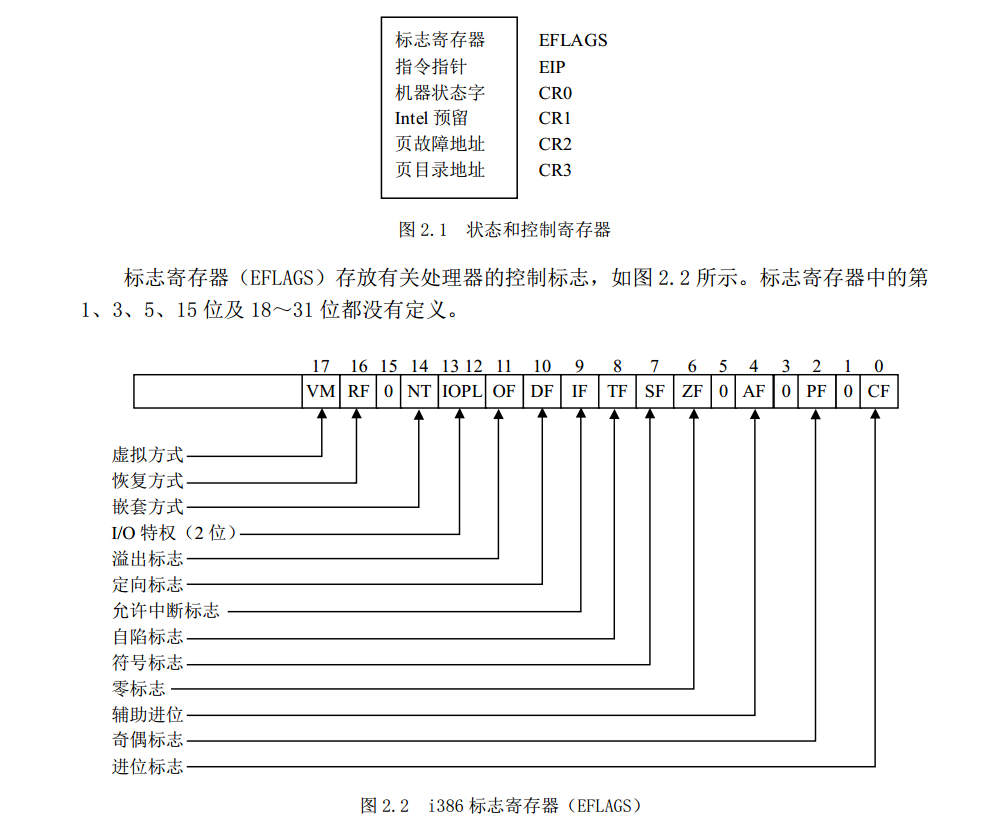 标志寄存器 EFLAGS
指令指针 EIP
机器状态字 CR0
Intel 预留 CR1
页故障地址 CR2
页目录地址 CR3
图 2.1 状态和控制寄存器
标志寄存器（EFLAGS）存放有关处理器的控制标志，如图 2.2 所示。标志寄存器中的第
1、3、5、15 位及 18～31 位都没有定义。
17 16 15 14 13 12 11 10 9 8 7 6 5 4 3 2 1 0
VM RF 0 NT IOPL OF DF IF TF SF ZF 0 AF 0 PF 0 CF
虚拟方式
恢复方式
嵌套方式
I/O 特权（2 位）
溢出标志
定向标志
允许中断标志
自陷标志
符号标志
零标志
辅助进位
奇偶标志
进位标志
图 2.2 i386 标志寄存器（EFLAGS）